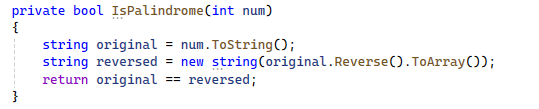 private bool IsPalindrome(int num)
{
    string original = num.ToString();
    string reversed = new string(original.Reverse().ToArray());
    return original == reversed;
}